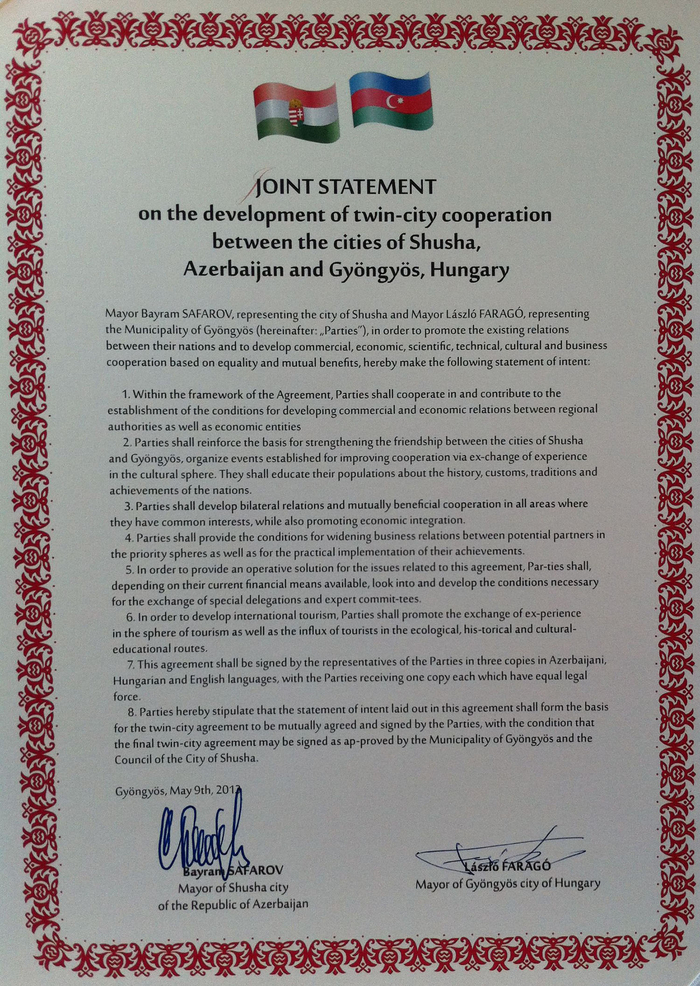 JOINT STATEMENT
on the development of twin-city cooperation
between the cities of Shusha,
Azerbaijan and Gyöngyös, Hungary
Mayor Bayram SAFAROV, representing the city of Shusha and Mayor László FARAGÓ, representing
the Municipality of Gyöngyös (hereinafter: „Parties"), in order to promote the existing relations
between their nations and to develop commercial, economic, scientific, technical, cultural and business
cooperation based on equality and mutual benefits, hereby make the following statement of intent:
1. Within the framework of the Agreement, Parties shall cooperate in and contribute to the
establishment of the conditions for developing commercial and economic relations between regional
authorities as well as economic entities
2. Parties shall reinforce the basis for strengthening the friendship between the cities of Shusha
and Gyöngyös, organize events established for improving cooperation via ex-change of experience
in the cultural sphere. They shall educate their populations about the history, customs, traditions and
achievements of the nations.
3. Parties shall develop bilateral relations and mutually beneficial cooperation in all areas where
they have common interests, while also promoting economic integration.
4. Parties shall provide the conditions for widening business relations between potential partners in
the priority spheres as well as for the practical implementation of their achievements.
5. In order to provide an operative solution for the issues related to this agreement, Par-ties shall,
depending on their current financial means available, look into and develop the conditions necessary
for the exchange of special delegations and expert commit-tees.
6. In order to develop international tourism, Parties shall promote the exchange of ex-perience
in the sphere of tourism as well as the influx of tourists in the ecological, his-torical and cultural-
educational routes.
7. This agreement shall be signed by the representatives of the Parties in three copies in Azerbaijani,
Hungarian and English languages, with the Parties receiving one copy each which have equal legal
force.
8. Parties hereby stipulate that the statement of intent laid out in this agreement shall form the basis
for the twin-city agreement to be mutually agreed and signed by the Parties, with the condition that
the final twin-city agreement may be signed as ap-proved by the Municipality of Gyöngyös and the
Council of the City of Shusha.
Gyöngyös, May 9th,
Bayram SAFAROV
Mayor of Shusha city
of the Republic of Azerbaijan
László FARAGÓ
Mayor of Gyöngyös city of Hungary